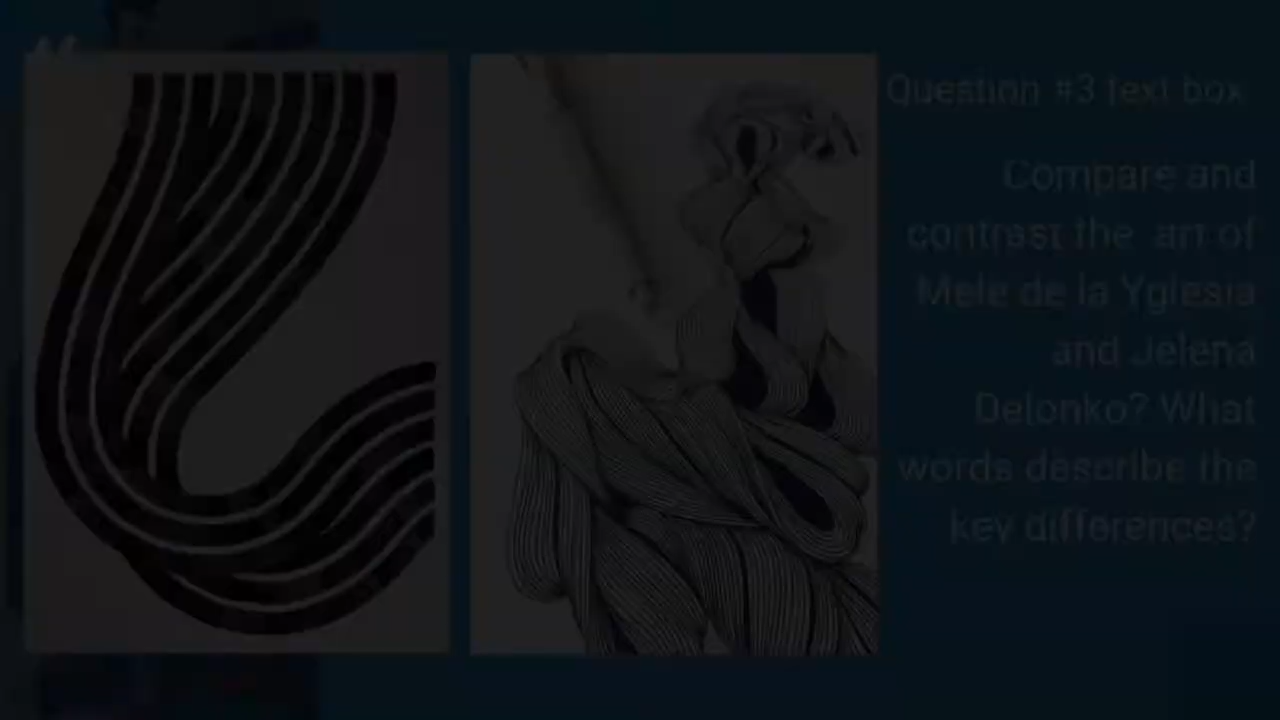 Question #3 text box
Compare and
contrast the art of
Mele de la Yglesia
and Jelena
Delonko? What
words describe the
key differences?